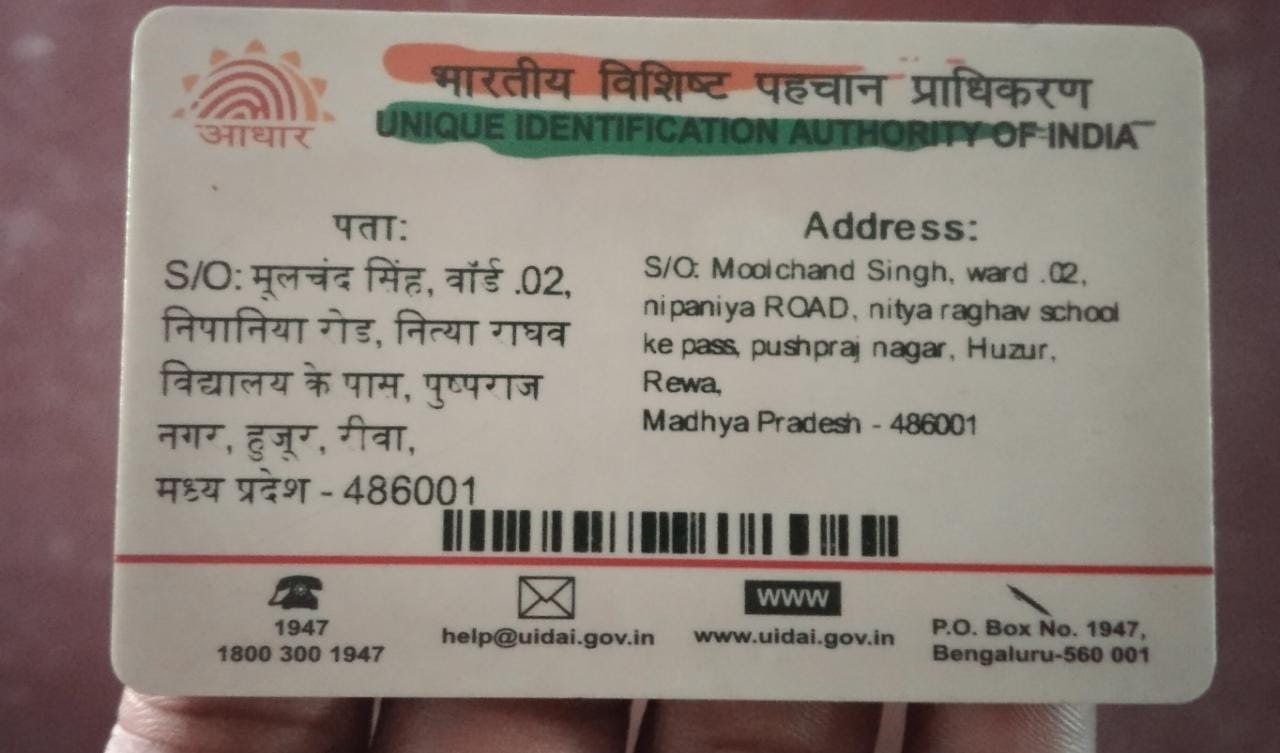 आधार
भारतीय विशिष्ट पहचान प्राधिकरण
UNIQUE IDENTIFICATION AUTHORITY OF INDIA
पता:
S/O: मूलचंद सिंह, वॉर्ड .02,
निपानिया रोड, नित्या राघव
विद्यालय के पास, पुष्पराज
नगर, हुजूर, रीवा,
मध्य प्रदेश - 486001
Address:
S/O: Moolchand Singh, ward .02,
nipaniya ROAD, nitya raghav school
ke pass, pushpraj nagar, Huzur,
Rewa,
Madhya Pradesh - 486001
1947
1800 300 1947
help@uidai.gov.in
www
www.uidai.gov.in
P.O. Box No. 1947,
Bengaluru-560 001